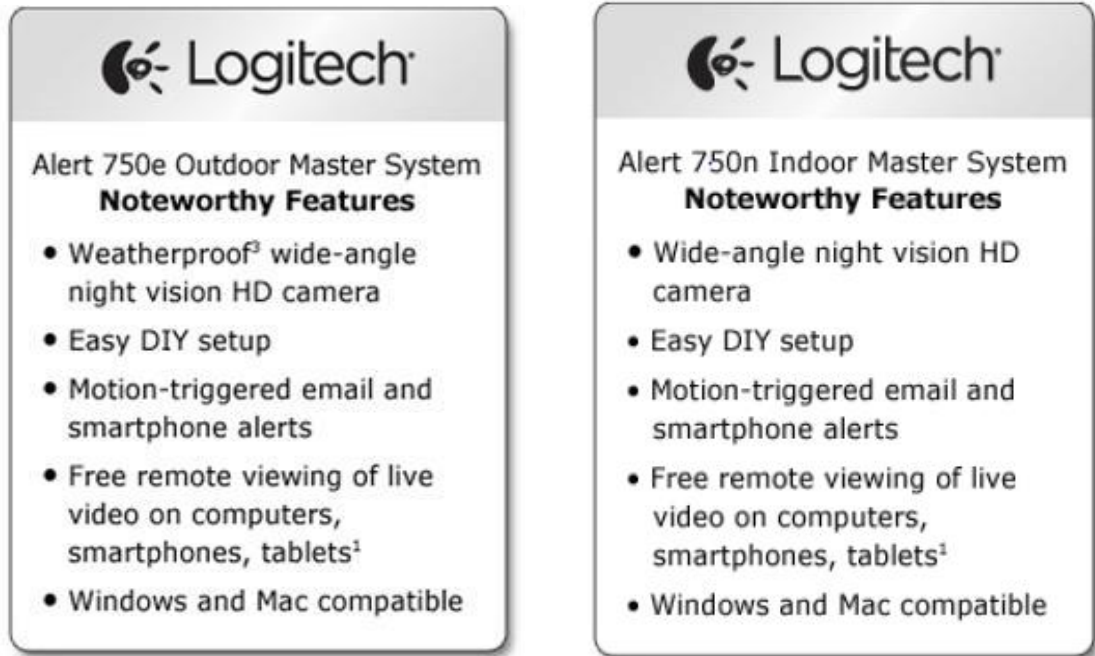 Logitech
Alert 750e Outdoor Master System
Noteworthy Features
• Weatherproof³ wide-angle
night vision HD camera
• Easy DIY setup
• Motion-triggered email and
smartphone alerts
• Free remote viewing of live
video on computers,
smartphones, tablets¹
• Windows and Mac compatible
Logitech
Alert 750n Indoor Master System
Noteworthy Features
• Wide-angle night vision HD
camera
• Easy DIY setup
• Motion-triggered email and
smartphone alerts
• Free remote viewing of live
video on computers,
smartphones, tablets¹
• Windows and Mac compatible